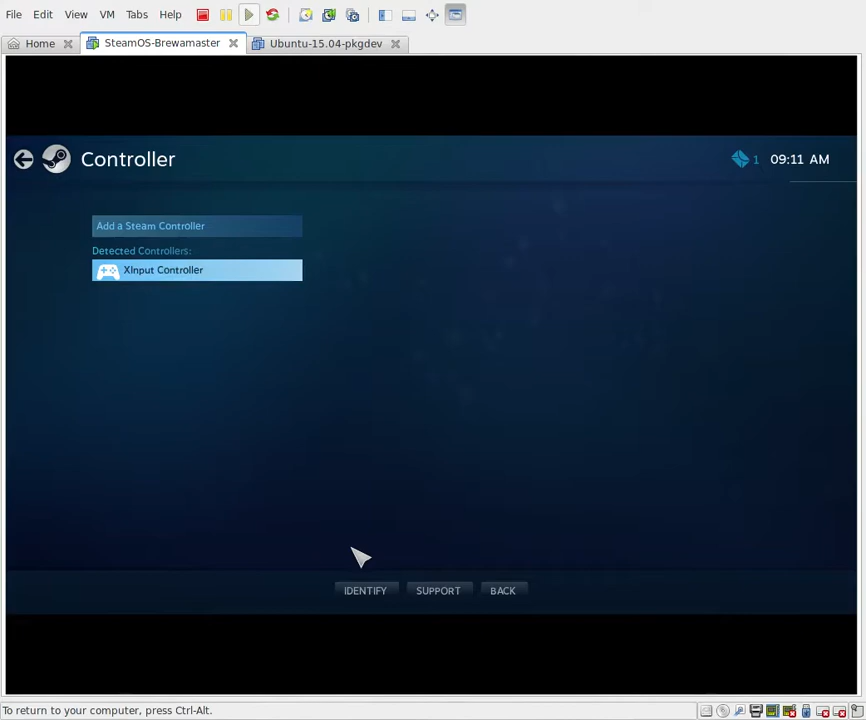 File Edit View VM Tabs Help
Home SteamOS-Brewamaster Ubuntu-15.04-pkgdev
Controller 1 09:11 AM
Add a Steam Controller
Detected Controllers:
XInput Controller
IDENTIFY SUPPORT BACK
To return to your computer, press Ctrl-Alt.